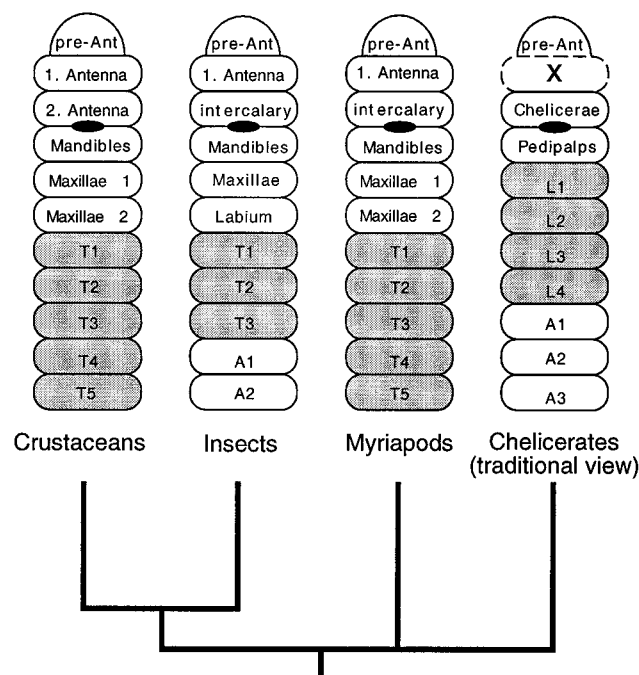 pre-Ant
1. Antenna
2. Antenna
Mandibles
Maxillae 1
Maxillae 2
T1
T2
T3
T4
T5
Crustaceans
pre-Ant
1. Antenna
intercalary
Mandibles
Maxillae
Labium
T1
T2
T3
A1
A2
Insects
pre-Ant
1. Antenna
intercalary
Mandibles
Maxillae 1
Maxillae 2
T1
T2
T3
T4
T5
Myriapods
pre-Ant
X
Chelicerae
Pedipalps
L1
L2
L3
L4
A1
A2
A3
Chelicerates
(traditional view)